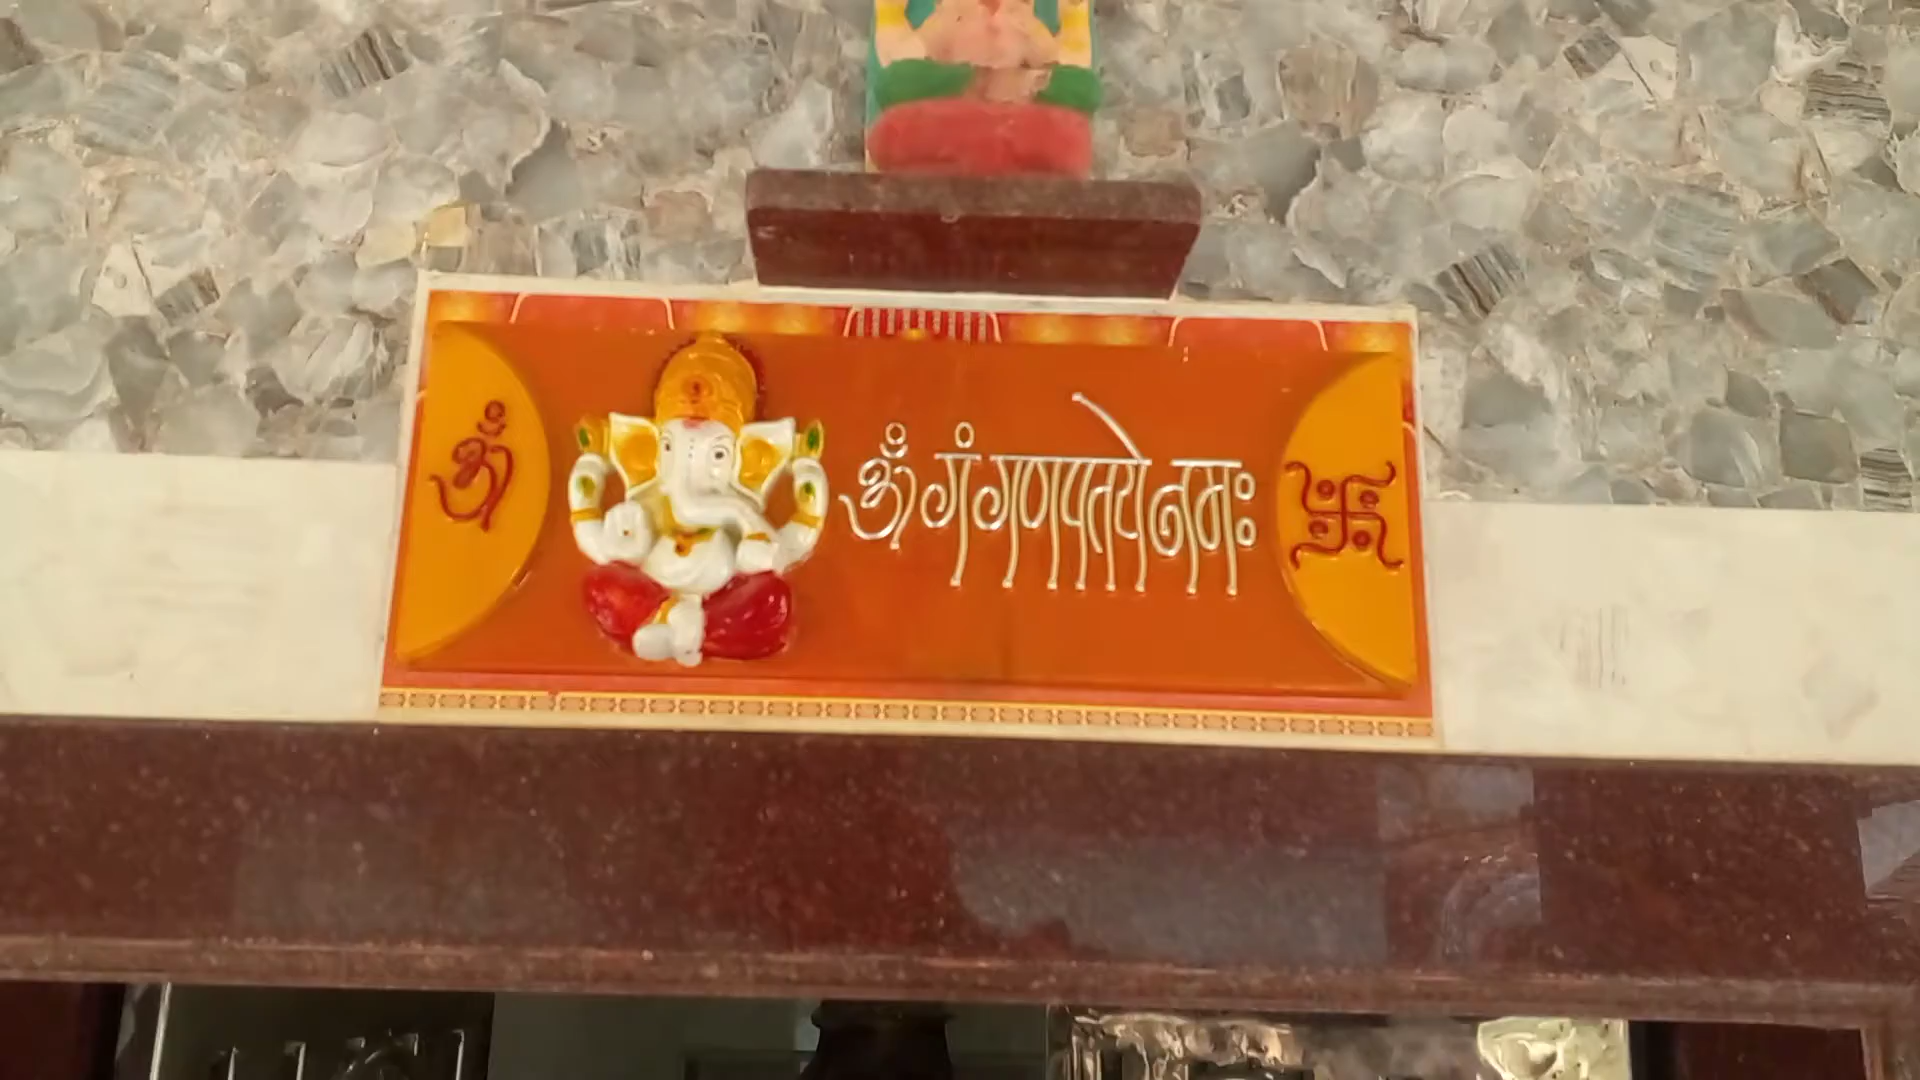 ॐ
ॐ गं गणपतये नमः